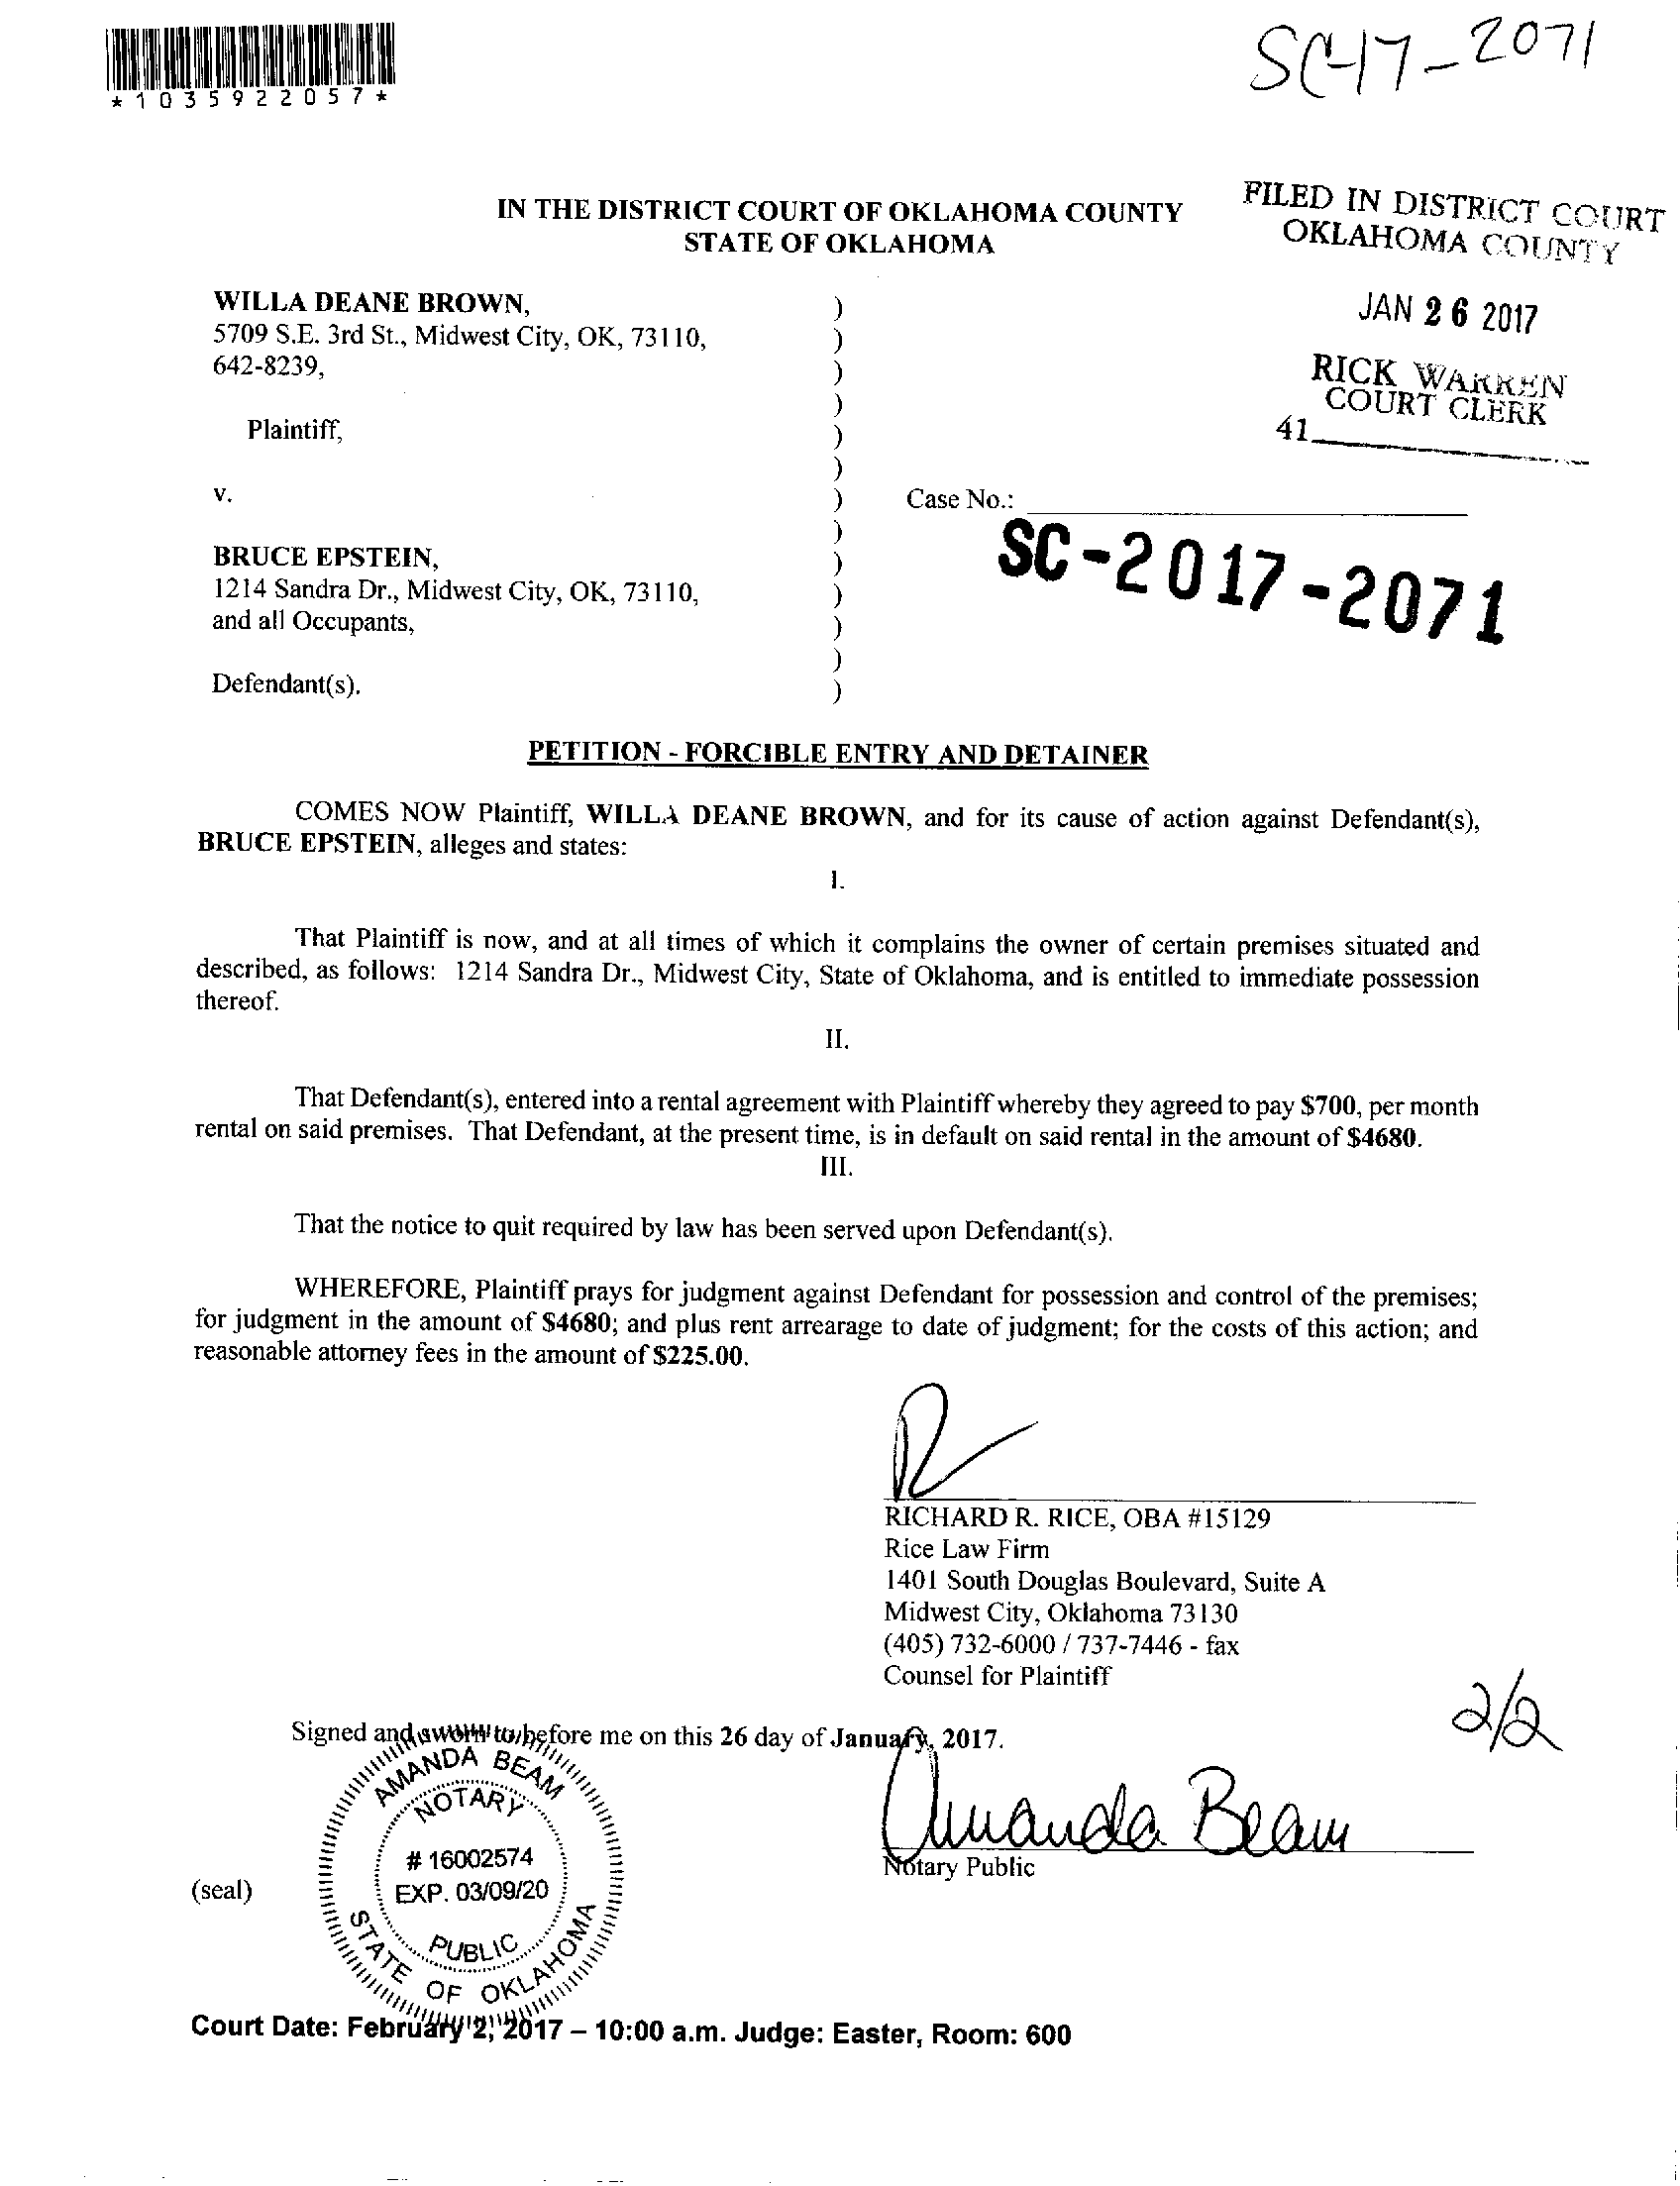 *1035922057*
SC-17-2071
IN THE DISTRICT COURT OF OKLAHOMA COUNTY
STATE OF OKLAHOMA
FILED IN DISTRICT COURT
OKLAHOMA COUNTY
JAN 26 2017
RICK WARREN
COURT CLERK
41
WILLA DEANE BROWN, )
5709 S.E. 3rd St., Midwest City, OK, 73110, )
642-8239, )
)
Plaintiff, )
)
v. ) Case No.:
)
SC-2017-2071
BRUCE EPSTEIN, )
1214 Sandra Dr., Midwest City, OK, 73110, )
and all Occupants, )
)
Defendant(s). )
PETITION - FORCIBLE ENTRY AND DETAINER
COMES NOW Plaintiff, WILLA DEANE BROWN, and for its cause of action against Defendant(s),
BRUCE EPSTEIN, alleges and states:
I.
That Plaintiff is now, and at all times of which it complains the owner of certain premises situated and
described, as follows: 1214 Sandra Dr., Midwest City, State of Oklahoma, and is entitled to immediate possession
thereof.
II.
That Defendant(s), entered into a rental agreement with Plaintiff whereby they agreed to pay $700, per month
rental on said premises. That Defendant, at the present time, is in default on said rental in the amount of $4680.
III.
That the notice to quit required by law has been served upon Defendant(s).
WHEREFORE, Plaintiff prays for judgment against Defendant for possession and control of the premises;
for judgment in the amount of $4680; and plus rent arrearage to date of judgment; for the costs of this action; and
reasonable attorney fees in the amount of $225.00.
RICHARD R. RICE, OBA #15129
Rice Law Firm
1401 South Douglas Boulevard, Suite A
Midwest City, Oklahoma 73130
(405) 732-6000 / 737-7446 - fax
Counsel for Plaintiff
2/2
Signed and sworn to before me on this 26 day of January, 2017.
Amanda Beam
Notary Public
(seal)
AMANDA BEAM
NOTARY
# 16002574
EXP. 03/09/20
PUBLIC
STATE OF OKLAHOMA
Court Date: February 2, 2017 – 10:00 a.m. Judge: Easter, Room: 600